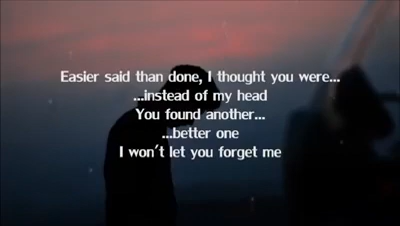 Easier said than done, I thought you were...
...instead of my head
You found another...
...better one
I won't let you forget me